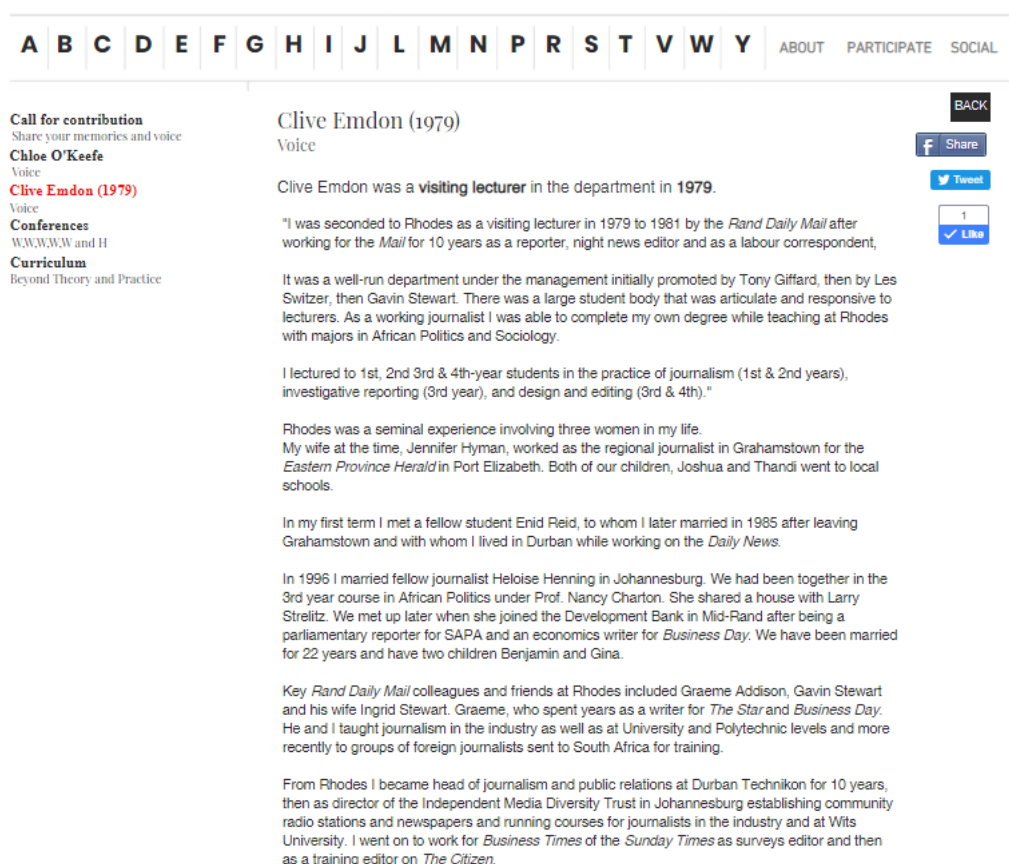 A B C D E F G H I J L M N P R S T V W Y ABOUT PARTICIPATE SOCIAL
BACK
Share
Tweet
1
Like
Call for contribution
Share your memories and voice
Chloe O'Keefe
Voice
Clive Emdon (1979)
Voice
Conferences
W,W,W,W,W and H
Curriculum
Beyond Theory and Practice
Clive Emdon (1979)
Voice
Clive Emdon was a visiting lecturer in the department in 1979.
"I was seconded to Rhodes as a visiting lecturer in 1979 to 1981 by the Rand Daily Mail after
working for the Mail for 10 years as a reporter, night news editor and as a labour correspondent,
It was a well-run department under the management initially promoted by Tony Giffard, then by Les
Switzer, then Gavin Stewart. There was a large student body that was articulate and responsive to
lecturers. As a working journalist I was able to complete my own degree while teaching at Rhodes
with majors in African Politics and Sociology.
I lectured to 1st, 2nd 3rd & 4th-year students in the practice of journalism (1st & 2nd years),
investigative reporting (3rd year), and design and editing (3rd & 4th)."
Rhodes was a seminal experience involving three women in my life.
My wife at the time, Jennifer Hyman, worked as the regional journalist in Grahamstown for the
Eastern Province Herald in Port Elizabeth. Both of our children, Joshua and Thandi went to local
schools.
In my first term I met a fellow student Enid Reid, to whom I later married in 1985 after leaving
Grahamstown and with whom I lived in Durban while working on the Daily News.
In 1996 I married fellow journalist Heloise Henning in Johannesburg. We had been together in the
3rd year course in African Politics under Prof. Nancy Charton. She shared a house with Larry
Strelitz. We met up later when she joined the Development Bank in Mid-Rand after being a
parliamentary reporter for SAPA and an economics writer for Business Day. We have been married
for 22 years and have two children Benjamin and Gina.
Key Rand Daily Mail colleagues and friends at Rhodes included Graeme Addison, Gavin Stewart
and his wife Ingrid Stewart. Graeme, who spent years as a writer for The Star and Business Day.
He and I taught journalism in the industry as well as at University and Polytechnic levels and more
recently to groups of foreign journalists sent to South Africa for training.
From Rhodes I became head of journalism and public relations at Durban Technikon for 10 years,
then as director of the Independent Media Diversity Trust in Johannesburg establishing community
radio stations and newspapers and running courses for journalists in the industry and at Wits
University. I went on to work for Business Times of the Sunday Times as surveys editor and then
as a training editor on The Citizen.